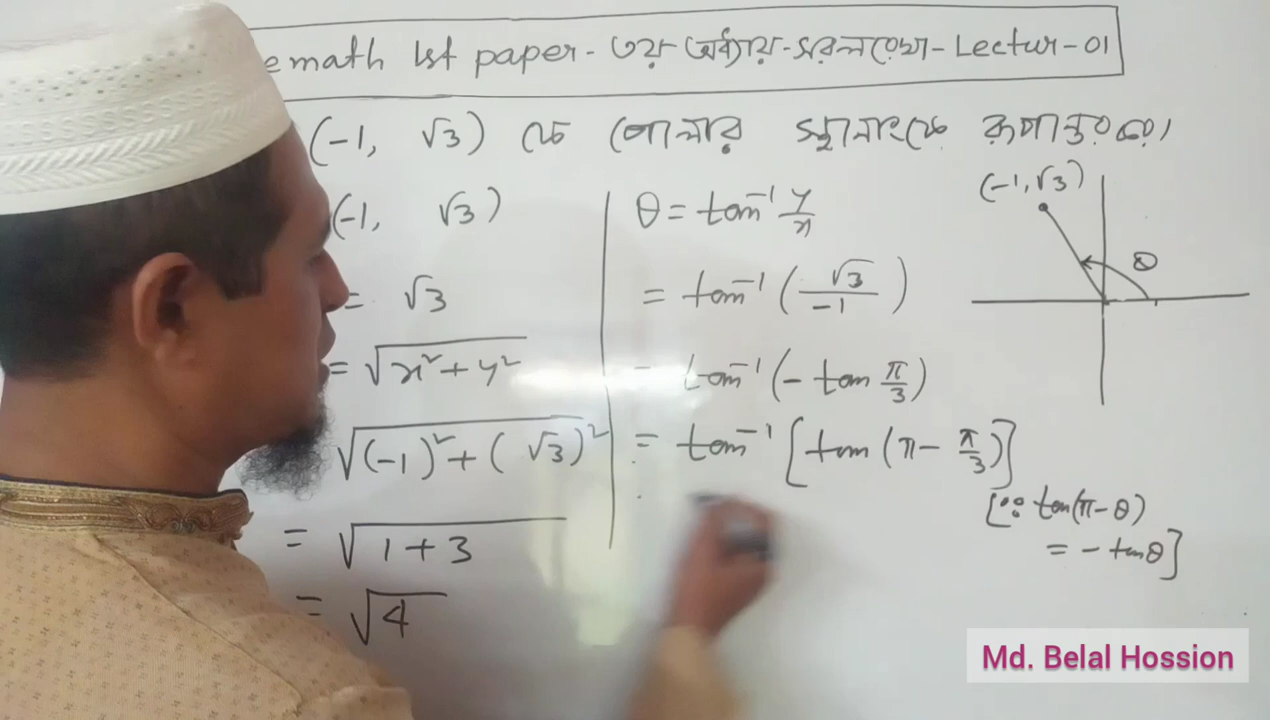 e math 1st paper - ৩য় অধ্যায় - সরলরেখা - Lectur - 01
(-1, √3) কে পোলার স্থানাংকে রূপান্তর কর।
(-1, √3)
= √3
= √x²+y²
√(-1)²+(√3)²
= √1+3
= √4
θ = tan⁻¹ y/x
= tan⁻¹ (√3/-1)
= tan⁻¹ (- tan π/3)
= tan⁻¹ [tan (π - π/3)]
[∵ tan(π-θ)
= - tanθ]
(-1, √3)
θ
Md. Belal Hossion